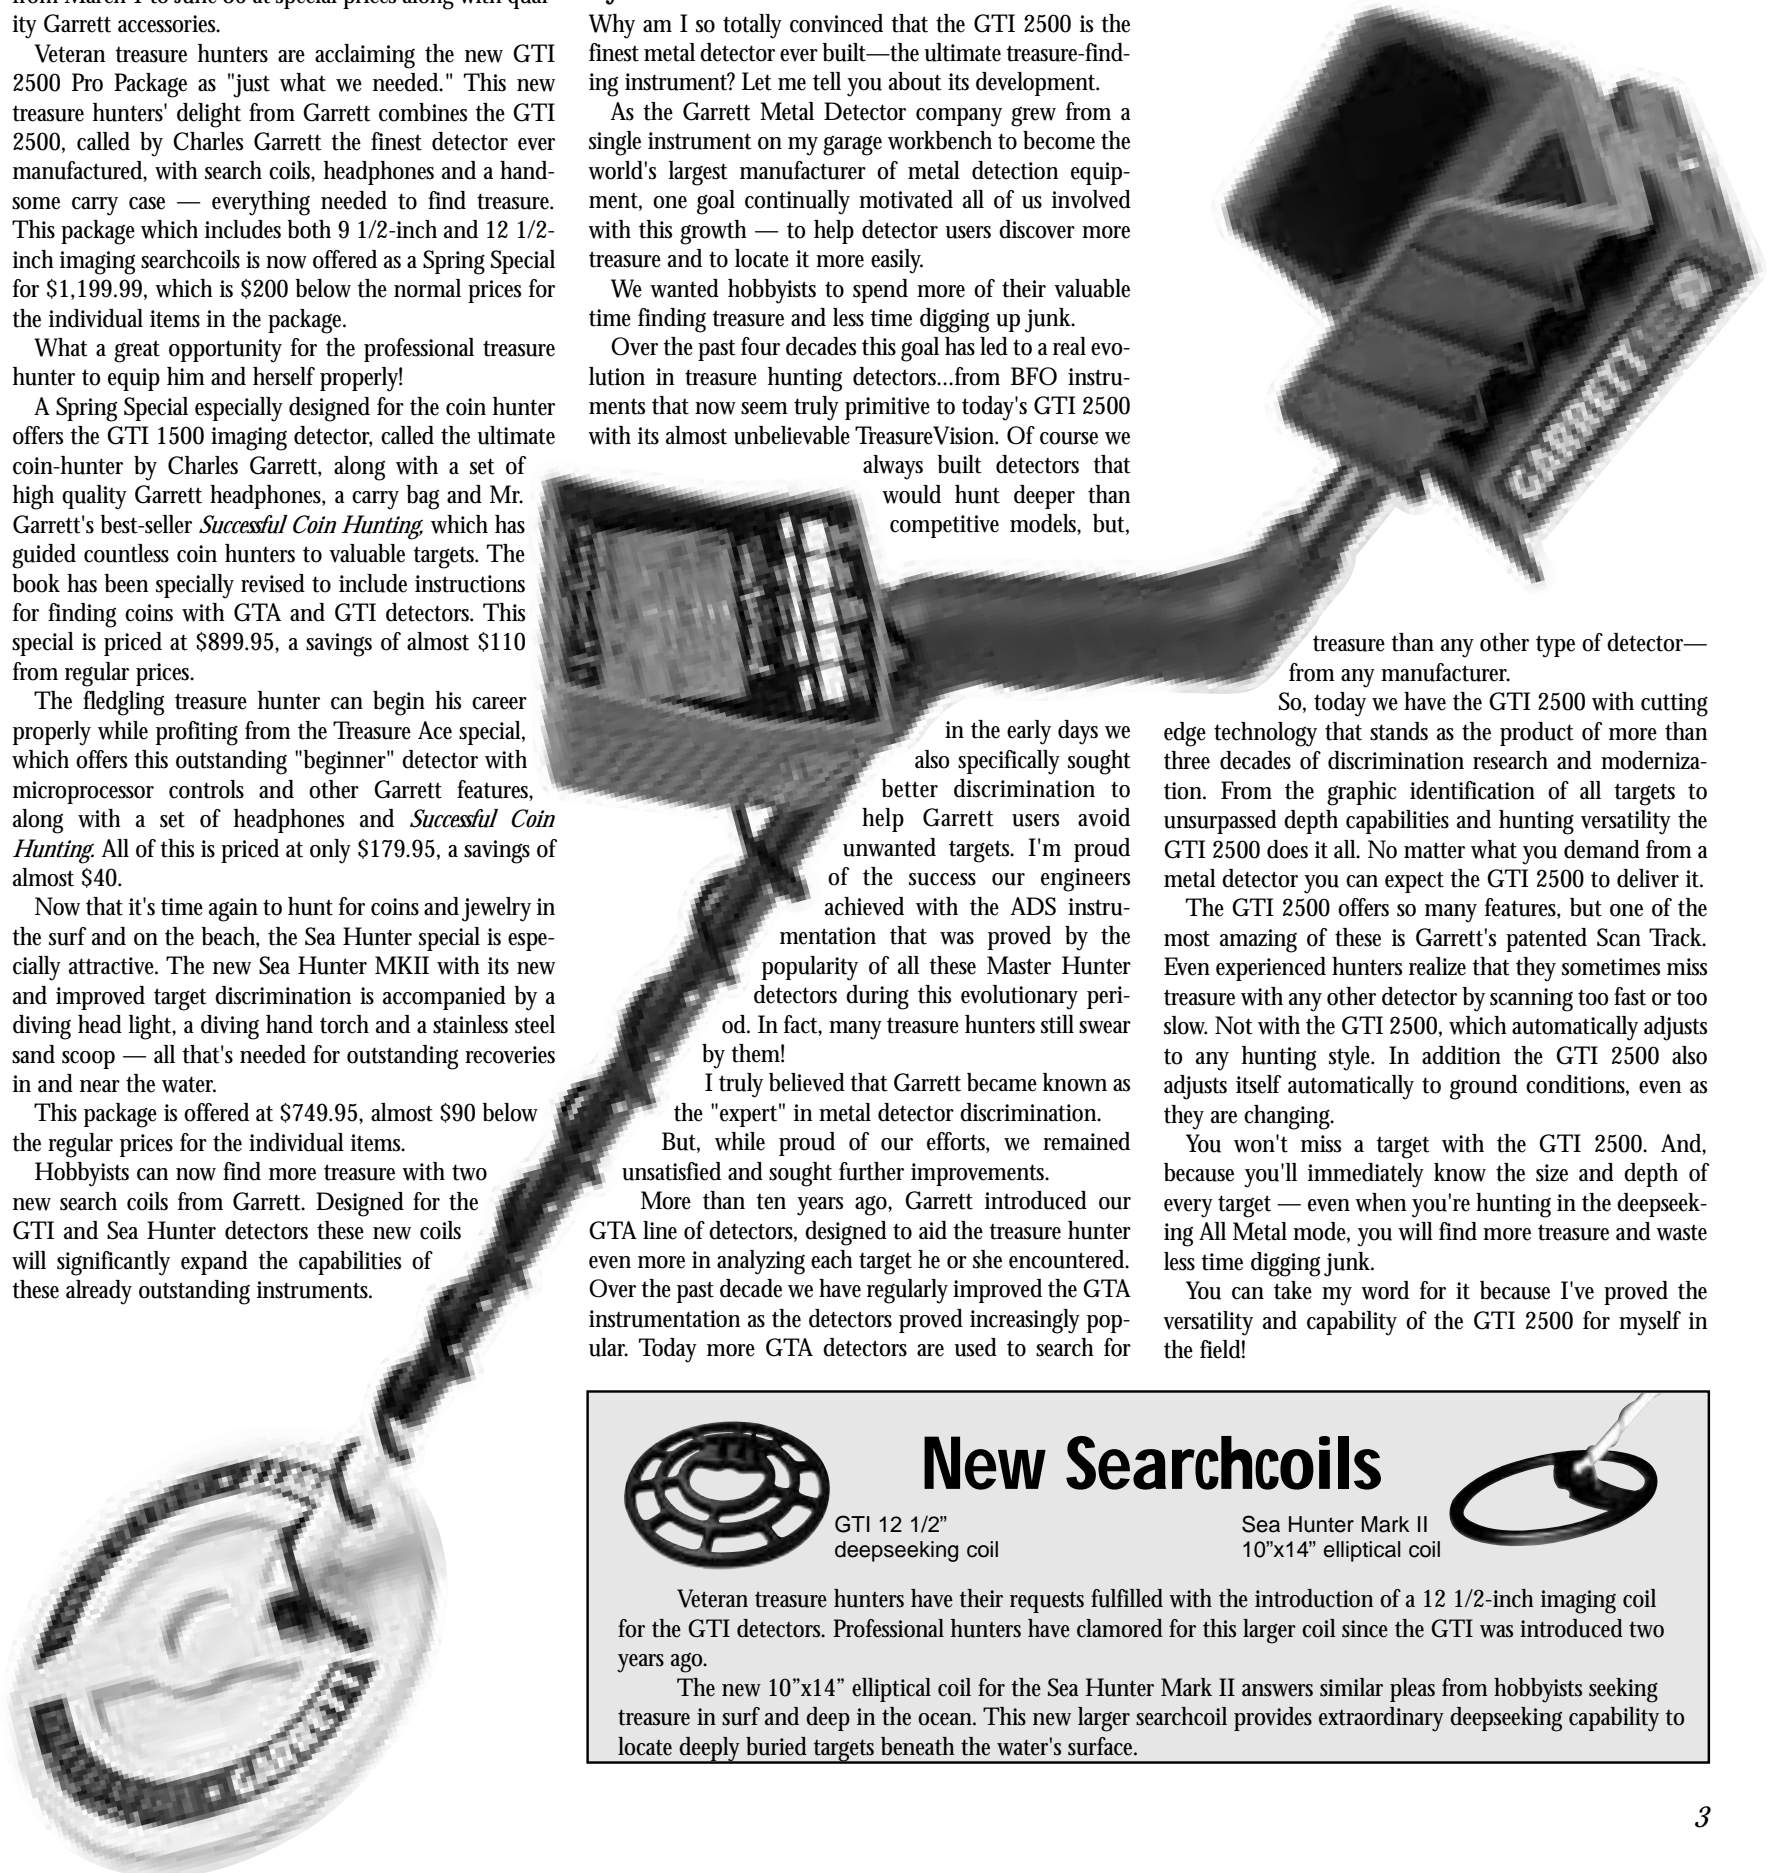 ity Garrett accessories.
Veteran treasure hunters are acclaiming the new GTI
2500 Pro Package as "just what we needed." This new
treasure hunters' delight from Garrett combines the GTI
2500, called by Charles Garrett the finest detector ever
manufactured, with search coils, headphones and a hand-
some carry case — everything needed to find treasure.
This package which includes both 9 1/2-inch and 12 1/2-
inch imaging searchcoils is now offered as a Spring Special
for $1,199.99, which is $200 below the normal prices for
the individual items in the package.
What a great opportunity for the professional treasure
hunter to equip him and herself properly!
A Spring Special especially designed for the coin hunter
offers the GTI 1500 imaging detector, called the ultimate
coin-hunter by Charles Garrett, along with a set of
high quality Garrett headphones, a carry bag and Mr.
Garrett's best-seller Successful Coin Hunting, which has
guided countless coin hunters to valuable targets. The
book has been specially revised to include instructions
for finding coins with GTA and GTI detectors. This
special is priced at $899.95, a savings of almost $110
from regular prices.
The fledgling treasure hunter can begin his career
properly while profiting from the Treasure Ace special,
which offers this outstanding "beginner" detector with
microprocessor controls and other Garrett features,
along with a set of headphones and Successful Coin
Hunting. All of this is priced at only $179.95, a savings of
almost $40.
Now that it's time again to hunt for coins and jewelry in
the surf and on the beach, the Sea Hunter special is espe-
cially attractive. The new Sea Hunter MKII with its new
and improved target discrimination is accompanied by a
diving head light, a diving hand torch and a stainless steel
sand scoop — all that's needed for outstanding recoveries
in and near the water.
This package is offered at $749.95, almost $90 below
the regular prices for the individual items.
Hobbyists can now find more treasure with two
new search coils from Garrett. Designed for the
GTI and Sea Hunter detectors these new coils
will significantly expand the capabilities of
these already outstanding instruments.
Why am I so totally convinced that the GTI 2500 is the
finest metal detector ever built—the ultimate treasure-find-
ing instrument? Let me tell you about its development.
As the Garrett Metal Detector company grew from a
single instrument on my garage workbench to become the
world's largest manufacturer of metal detection equip-
ment, one goal continually motivated all of us involved
with this growth — to help detector users discover more
treasure and to locate it more easily.
We wanted hobbyists to spend more of their valuable
time finding treasure and less time digging up junk.
Over the past four decades this goal has led to a real evo-
lution in treasure hunting detectors...from BFO instru-
ments that now seem truly primitive to today's GTI 2500
with its almost unbelievable TreasureVision. Of course we
always built detectors that
would hunt deeper than
competitive models, but,
in the early days we
also specifically sought
better discrimination to
help Garrett users avoid
unwanted targets. I'm proud
of the success our engineers
achieved with the ADS instru-
mentation that was proved by the
popularity of all these Master Hunter
detectors during this evolutionary peri-
od. In fact, many treasure hunters still swear
by them!
I truly believed that Garrett became known as
the "expert" in metal detector discrimination.
But, while proud of our efforts, we remained
unsatisfied and sought further improvements.
More than ten years ago, Garrett introduced our
GTA line of detectors, designed to aid the treasure hunter
even more in analyzing each target he or she encountered.
Over the past decade we have regularly improved the GTA
instrumentation as the detectors proved increasingly pop-
ular. Today more GTA detectors are used to search for
GARRETT
treasure than any other type of detector—
from any manufacturer.
So, today we have the GTI 2500 with cutting
edge technology that stands as the product of more than
three decades of discrimination research and moderniza-
tion. From the graphic identification of all targets to
unsurpassed depth capabilities and hunting versatility the
GTI 2500 does it all. No matter what you demand from a
metal detector you can expect the GTI 2500 to deliver it.
The GTI 2500 offers so many features, but one of the
most amazing of these is Garrett's patented Scan Track.
Even experienced hunters realize that they sometimes miss
treasure with any other detector by scanning too fast or too
slow. Not with the GTI 2500, which automatically adjusts
to any hunting style. In addition the GTI 2500 also
adjusts itself automatically to ground conditions, even as
they are changing.
You won't miss a target with the GTI 2500. And,
because you'll immediately know the size and depth of
every target — even when you're hunting in the deepseek-
ing All Metal mode, you will find more treasure and waste
less time digging junk.
You can take my word for it because I've proved the
versatility and capability of the GTI 2500 for myself in
the field!
New Searchcoils
GTI 12 1/2”
deepseeking coil
Sea Hunter Mark II
10”x14” elliptical coil
Veteran treasure hunters have their requests fulfilled with the introduction of a 12 1/2-inch imaging coil
for the GTI detectors. Professional hunters have clamored for this larger coil since the GTI was introduced two
years ago.
The new 10”x14” elliptical coil for the Sea Hunter Mark II answers similar pleas from hobbyists seeking
treasure in surf and deep in the ocean. This new larger searchcoil provides extraordinary deepseeking capability to
locate deeply buried targets beneath the water's surface.
3